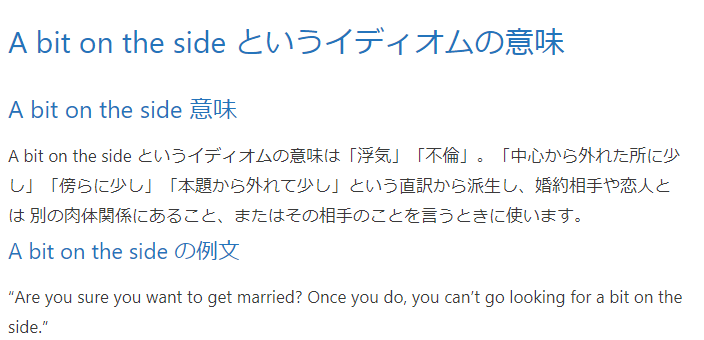 A bit on the side というイディオムの意味
A bit on the side 意味
A bit on the side というイディオムの意味は「浮気」「不倫」。「中心から外れた所に少
し」「傍らに少し」「本題から外れて少し」という直訳から派生し、婚約相手や恋人と
は 別の肉体関係にあること、またはその相手のことを言うときに使います。
A bit on the side の例文
“Are you sure you want to get married? Once you do, you can’t go looking for a bit on the
side.”